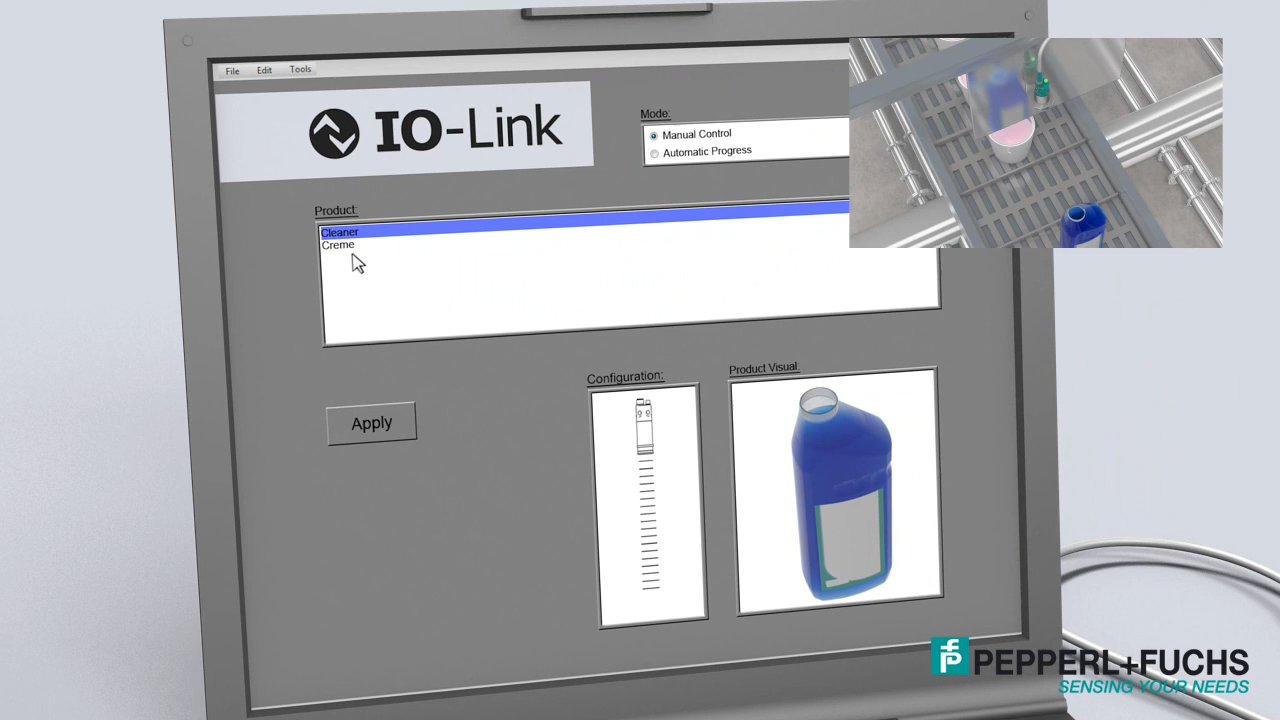 File Edit Tools
IO-Link
Mode:
Manual Control
Automatic Progress
Product:
Cleaner
Creme
Configuration:
Product Visual:
Apply
PEPPERL+FUCHS
SENSING YOUR NEEDS